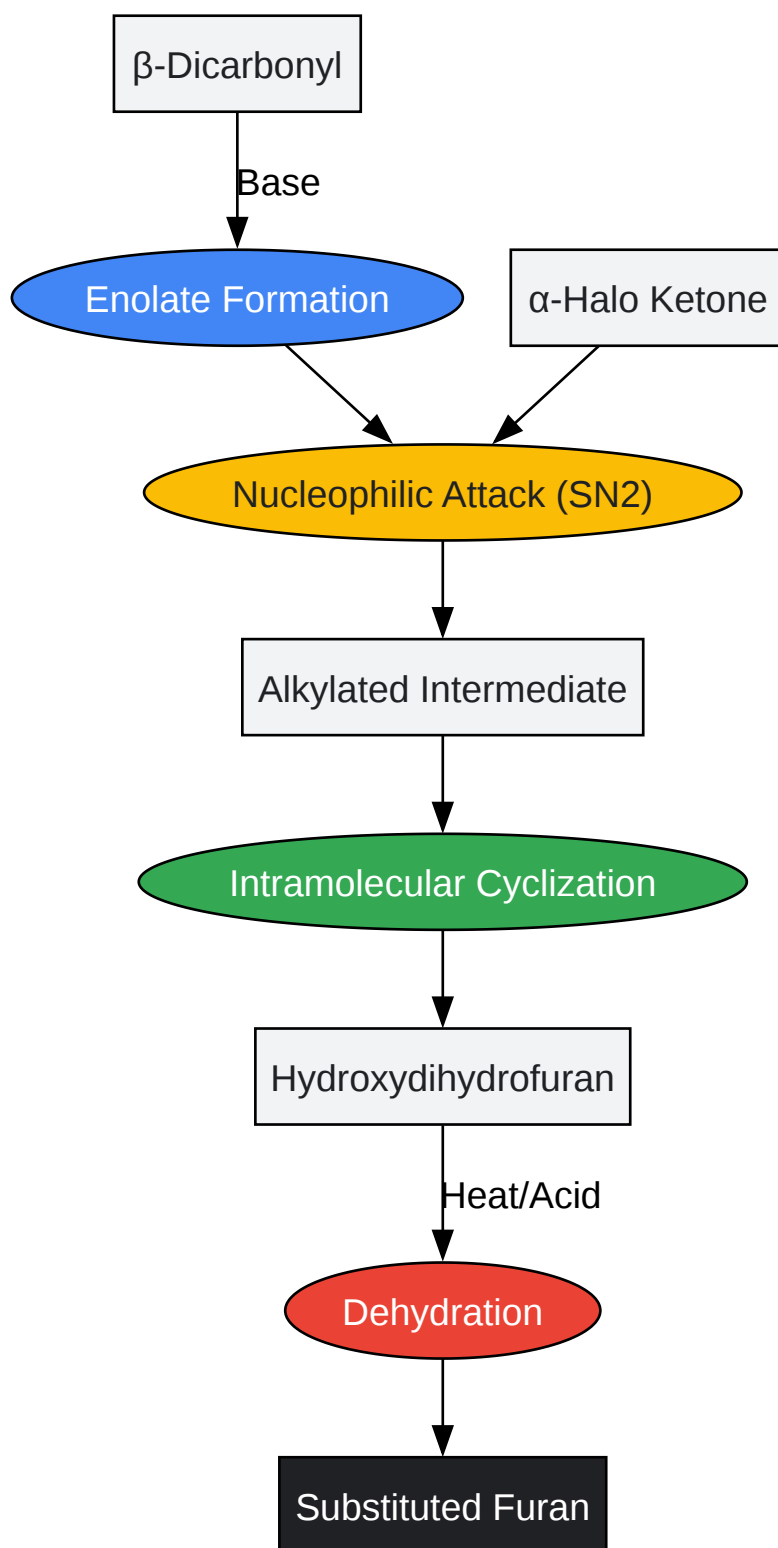 β-Dicarbonyl
Base
Enolate Formation
α-Halo Ketone
Nucleophilic Attack (SN2)
Alkylated Intermediate
Intramolecular Cyclization
Hydroxydihydrofuran
Heat/Acid
Dehydration
Substituted Furan